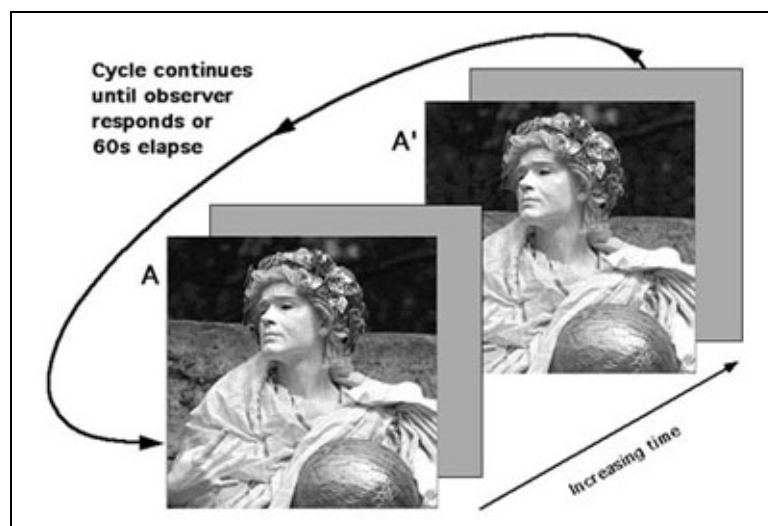 Cycle continues
until observer
responds or
60s elapse
A'
A
Increasing time